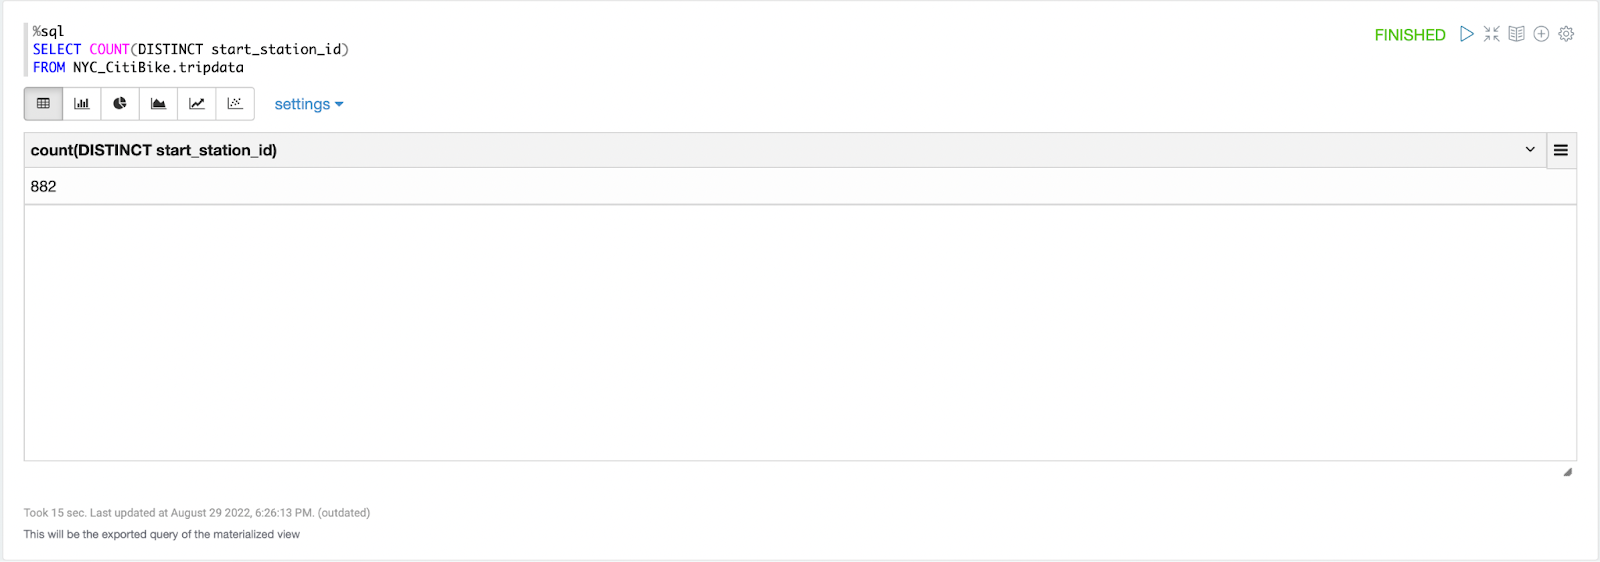 %sql
SELECT COUNT(DISTINCT start_station_id)
FROM NYC_CitiBike.tripdata
FINISHED
settings
count(DISTINCT start_station_id)
882
Took 15 sec. Last updated at August 29 2022, 6:26:13 PM. (outdated)
This will be the exported query of the materialized view